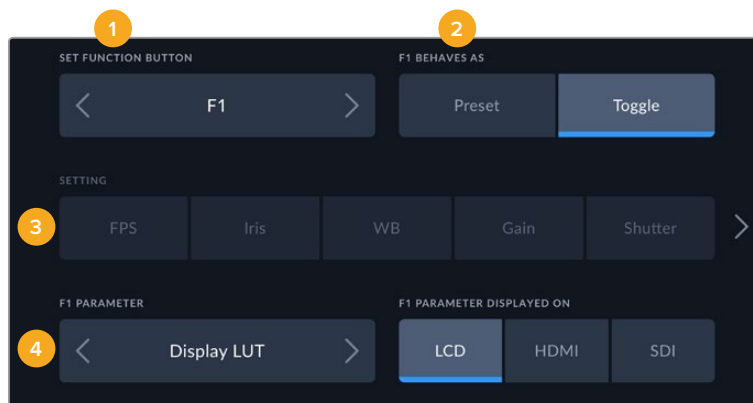 1 2
SET FUNCTION BUTTON F1 BEHAVES AS
F1 Preset Toggle
SETTING
3 FPS Iris WB Gain Shutter
F1 PARAMETER F1 PARAMETER DISPLAYED ON
4 Display LUT LCD HDMI SDI